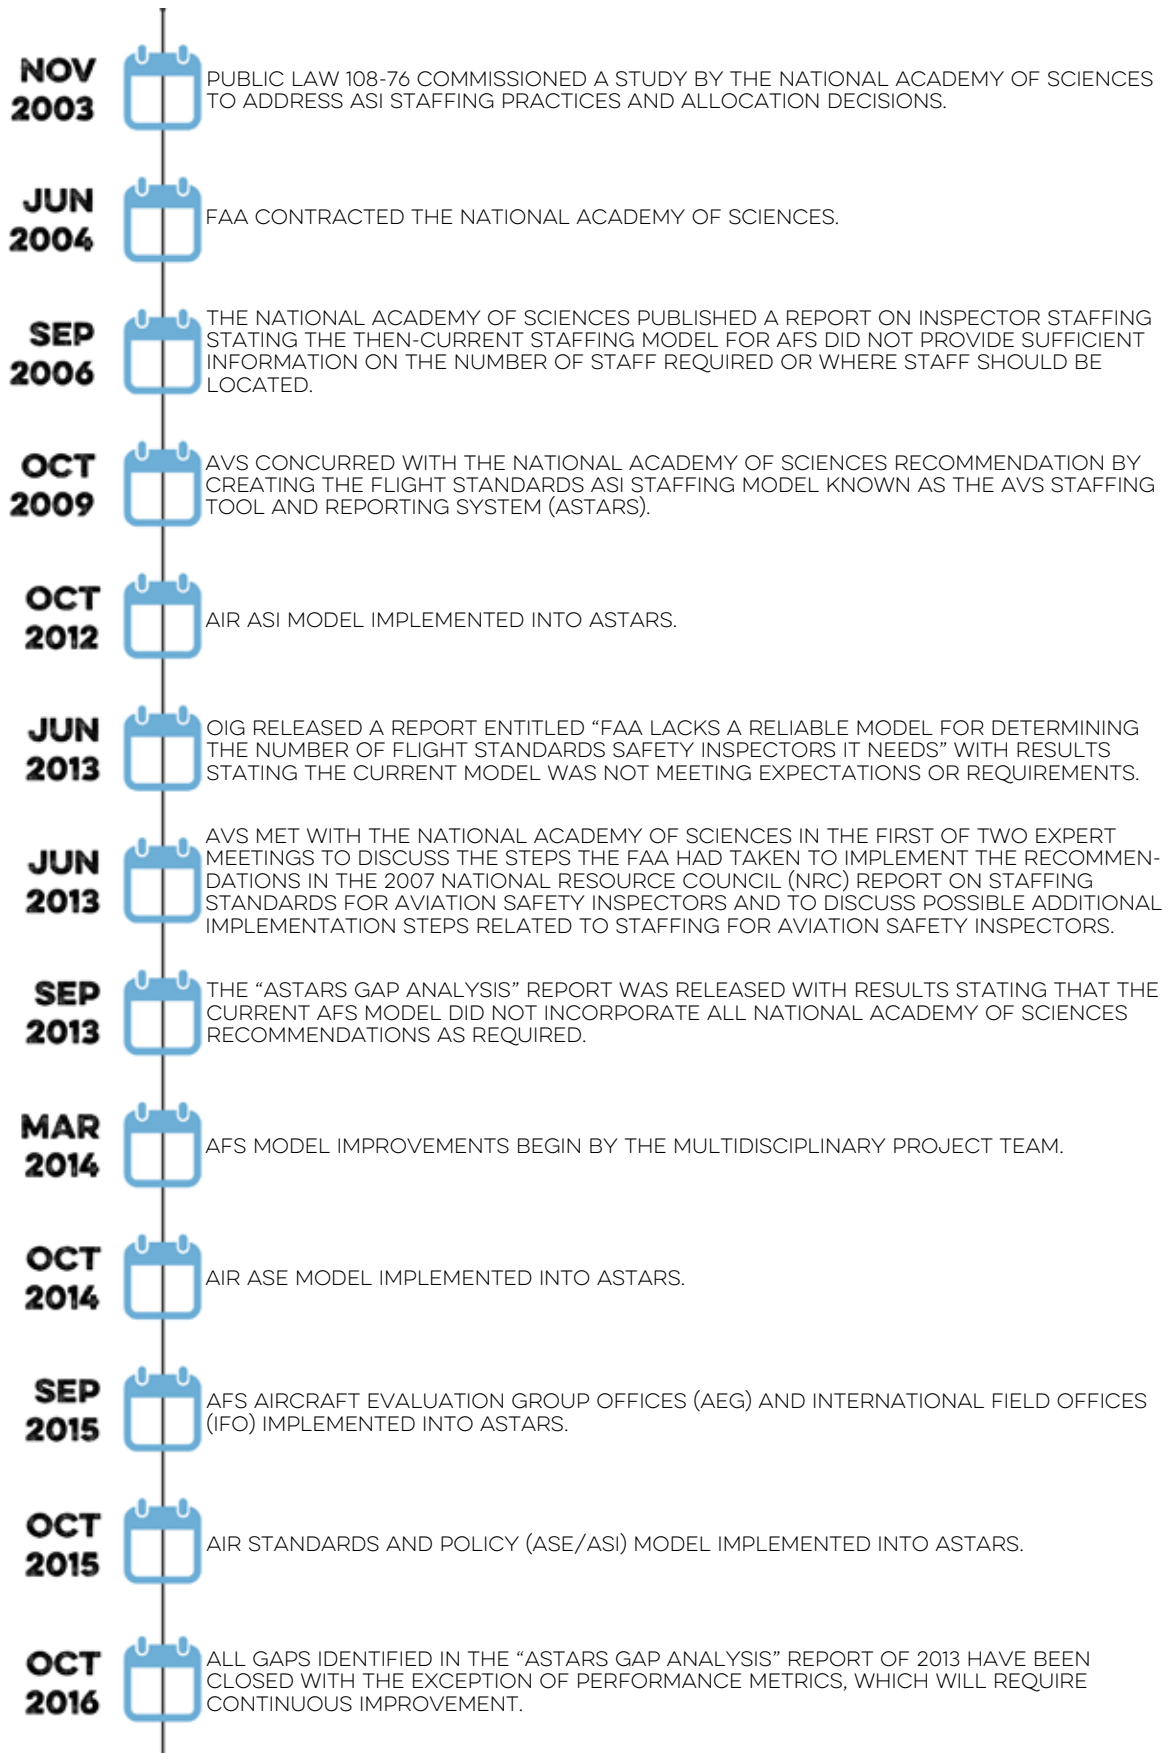 NOV
2003
PUBLIC LAW 108-76 COMMISSIONED A STUDY BY THE NATIONAL ACADEMY OF SCIENCES
TO ADDRESS ASI STAFFING PRACTICES AND ALLOCATION DECISIONS.
JUN
2004
FAA CONTRACTED THE NATIONAL ACADEMY OF SCIENCES.
SEP
2006
THE NATIONAL ACADEMY OF SCIENCES PUBLISHED A REPORT ON INSPECTOR STAFFING
STATING THE THEN-CURRENT STAFFING MODEL FOR AFS DID NOT PROVIDE SUFFICIENT
INFORMATION ON THE NUMBER OF STAFF REQUIRED OR WHERE STAFF SHOULD BE
LOCATED.
OCT
2009
AVS CONCURRED WITH THE NATIONAL ACADEMY OF SCIENCES RECOMMENDATION BY
CREATING THE FLIGHT STANDARDS ASI STAFFING MODEL KNOWN AS THE AVS STAFFING
TOOL AND REPORTING SYSTEM (ASTARS).
OCT
2012
AIR ASI MODEL IMPLEMENTED INTO ASTARS.
JUN
2013
OIG RELEASED A REPORT ENTITLED “FAA LACKS A RELIABLE MODEL FOR DETERMINING
THE NUMBER OF FLIGHT STANDARDS SAFETY INSPECTORS IT NEEDS” WITH RESULTS
STATING THE CURRENT MODEL WAS NOT MEETING EXPECTATIONS OR REQUIREMENTS.
JUN
2013
AVS MET WITH THE NATIONAL ACADEMY OF SCIENCES IN THE FIRST OF TWO EXPERT
MEETINGS TO DISCUSS THE STEPS THE FAA HAD TAKEN TO IMPLEMENT THE RECOMMEN-
DATIONS IN THE 2007 NATIONAL RESOURCE COUNCIL (NRC) REPORT ON STAFFING
STANDARDS FOR AVIATION SAFETY INSPECTORS AND TO DISCUSS POSSIBLE ADDITIONAL
IMPLEMENTATION STEPS RELATED TO STAFFING FOR AVIATION SAFETY INSPECTORS.
SEP
2013
THE “ASTARS GAP ANALYSIS” REPORT WAS RELEASED WITH RESULTS STATING THAT THE
CURRENT AFS MODEL DID NOT INCORPORATE ALL NATIONAL ACADEMY OF SCIENCES
RECOMMENDATIONS AS REQUIRED.
MAR
2014
AFS MODEL IMPROVEMENTS BEGIN BY THE MULTIDISCIPLINARY PROJECT TEAM.
OCT
2014
AIR ASE MODEL IMPLEMENTED INTO ASTARS.
SEP
2015
AFS AIRCRAFT EVALUATION GROUP OFFICES (AEG) AND INTERNATIONAL FIELD OFFICES
(IFO) IMPLEMENTED INTO ASTARS.
OCT
2015
AIR STANDARDS AND POLICY (ASE/ASI) MODEL IMPLEMENTED INTO ASTARS.
OCT
2016
ALL GAPS IDENTIFIED IN THE “ASTARS GAP ANALYSIS” REPORT OF 2013 HAVE BEEN
CLOSED WITH THE EXCEPTION OF PERFORMANCE METRICS, WHICH WILL REQUIRE
CONTINUOUS IMPROVEMENT.